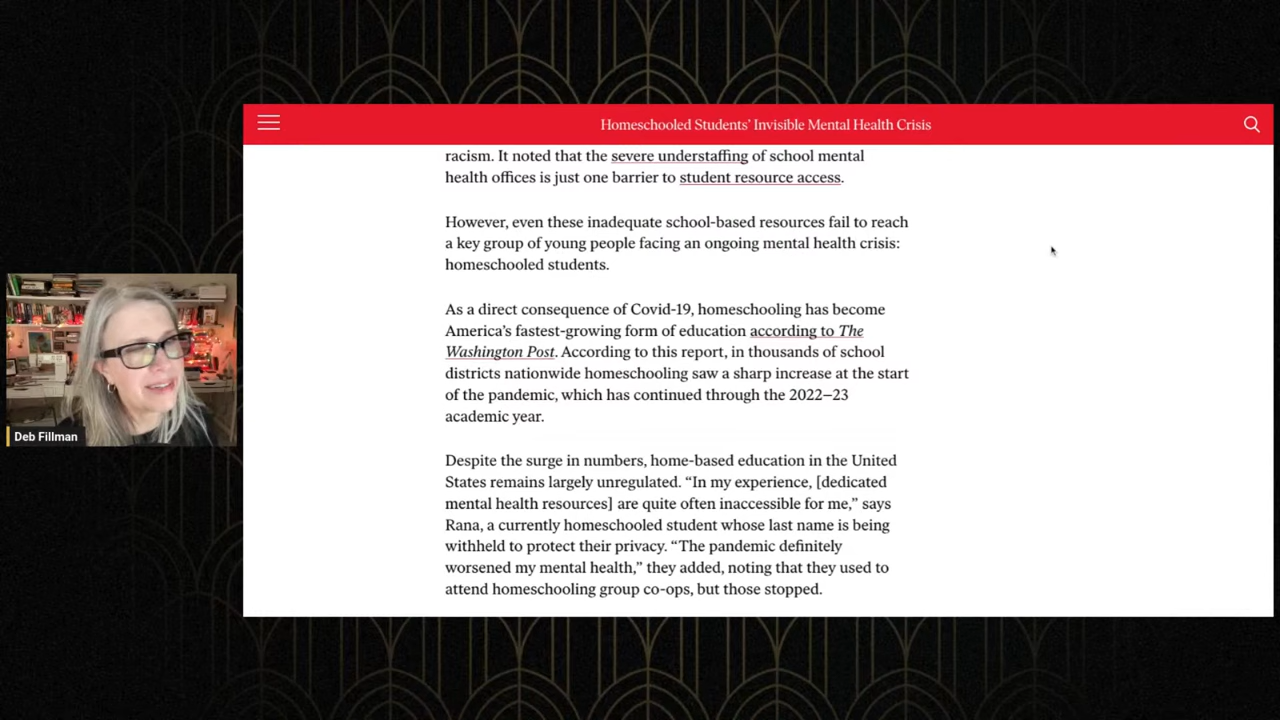 Homeschooled Students’ Invisible Mental Health Crisis
racism. It noted that the severe understaffing of school mental
health offices is just one barrier to student resource access.
However, even these inadequate school-based resources fail to reach
a key group of young people facing an ongoing mental health crisis:
homeschooled students.
As a direct consequence of Covid-19, homeschooling has become
America’s fastest-growing form of education according to The
Washington Post. According to this report, in thousands of school
districts nationwide homeschooling saw a sharp increase at the start
of the pandemic, which has continued through the 2022–23
academic year.
Despite the surge in numbers, home-based education in the United
States remains largely unregulated. “In my experience, [dedicated
mental health resources] are quite often inaccessible for me,” says
Rana, a currently homeschooled student whose last name is being
withheld to protect their privacy. “The pandemic definitely
worsened my mental health,” they added, noting that they used to
attend homeschooling group co-ops, but those stopped.
Deb Fillman